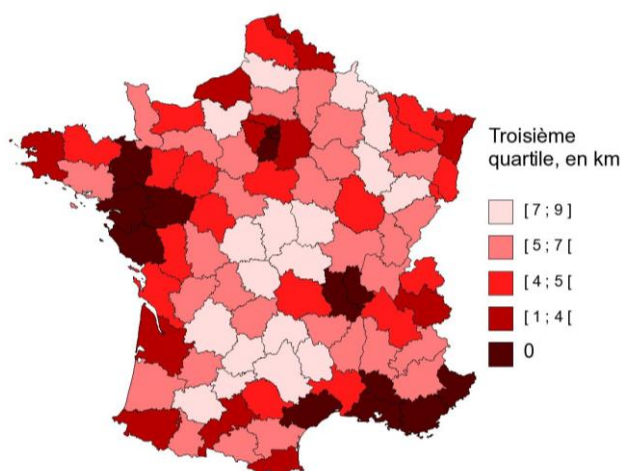 Troisième
quartile, en km
[ 7 ; 9 ]
[ 5 ; 7 [
[ 4 ; 5 [
[ 1 ; 4 [
0